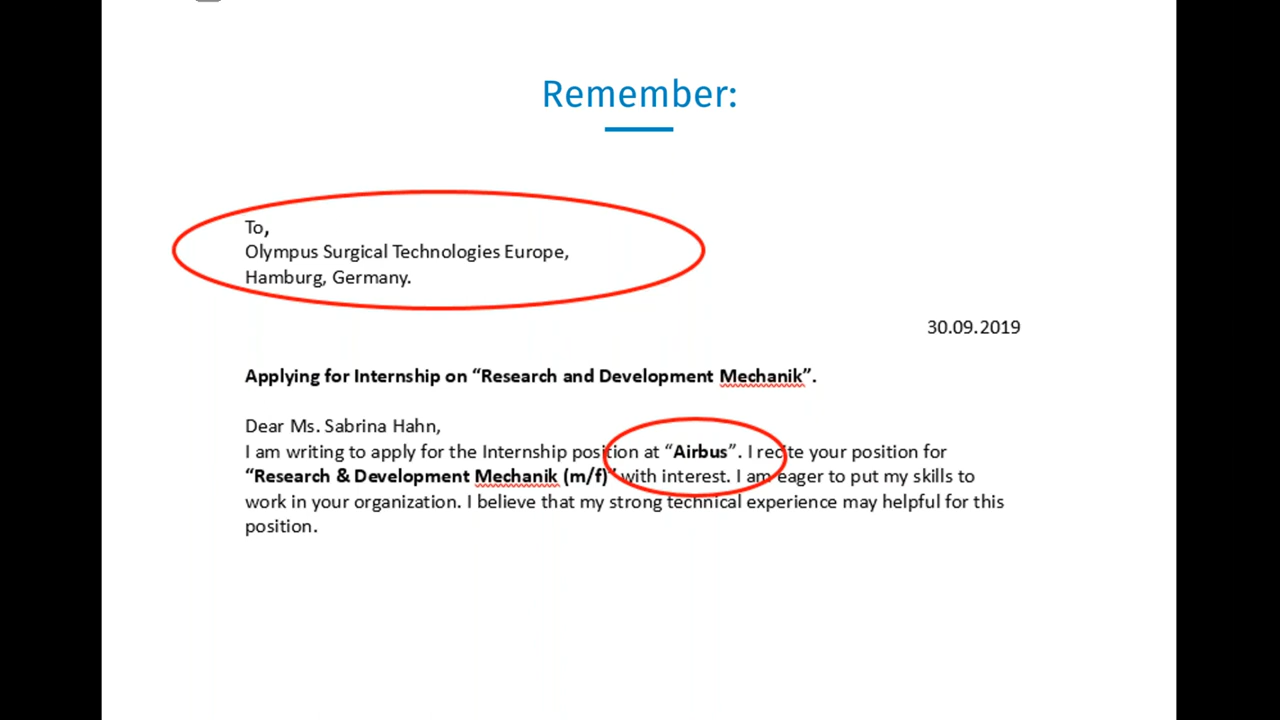 Remember:
To,
Olympus Surgical Technologies Europe,
Hamburg, Germany.
30.09.2019
Applying for Internship on “Research and Development Mechanik”.
Dear Ms. Sabrina Hahn,
I am writing to apply for the Internship position at “Airbus”. I recite your position for
“Research & Development Mechanik (m/f)” with interest. I am eager to put my skills to
work in your organization. I believe that my strong technical experience may helpful for this
position.